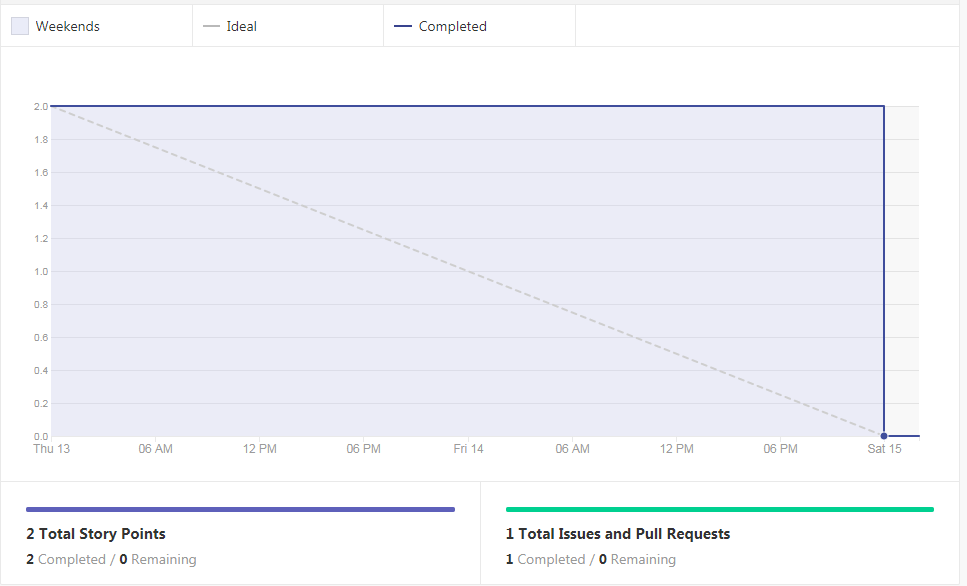 Weekends
Ideal
Completed
2.0
1.8
1.6
1.4
1.2
1.0
0.8
0.6
0.4
0.2
0.0
Thu 13 06 AM 12 PM 06 PM Fri 14 06 AM 12 PM 06 PM Sat 15
2 Total Story Points
2 Completed / 0 Remaining
1 Total Issues and Pull Requests
1 Completed / 0 Remaining